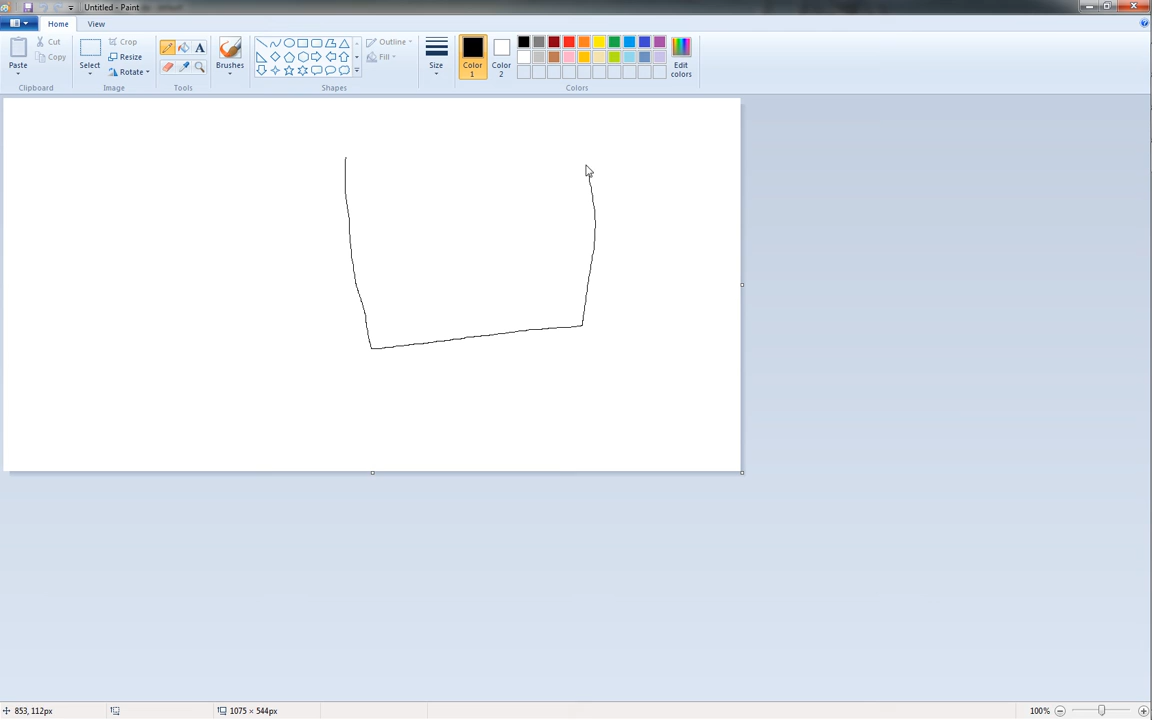 Untitled - Paint
Home View
Paste Cut Copy
Clipboard
Select Crop Resize Rotate
Image
A
Tools
Brushes
Shapes
Outline Fill
Size
Color 1
Color 2
Edit colors
Colors
853, 112px
1075 × 544px
100%